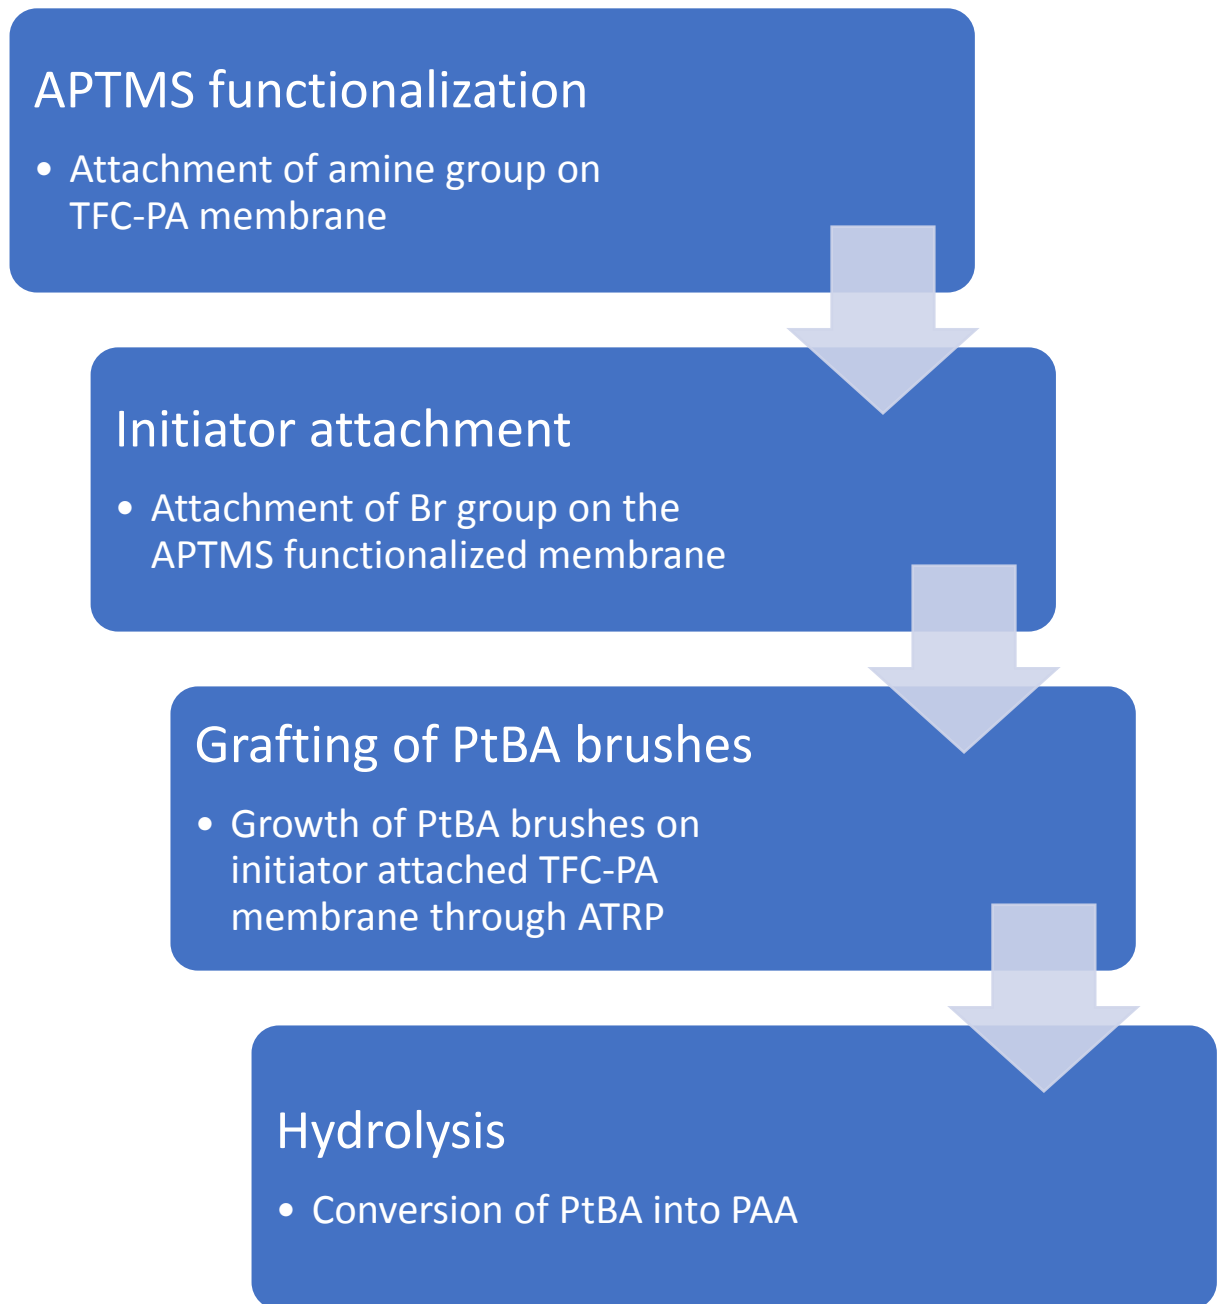 APTMS functionalization
• Attachment of amine group on
TFC-PA membrane
Initiator attachment
• Attachment of Br group on the
APTMS functionalized membrane
Grafting of PtBA brushes
• Growth of PtBA brushes on
initiator attached TFC-PA
membrane through ATRP
Hydrolysis
• Conversion of PtBA into PAA